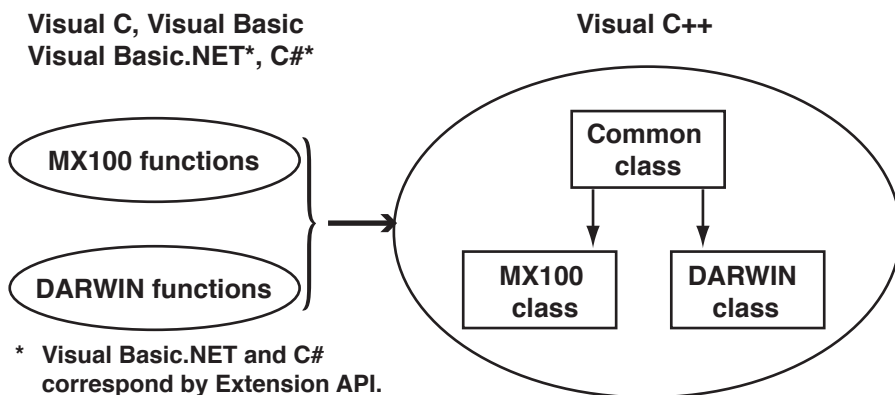 Visual C, Visual Basic
Visual Basic.NET*, C#*
Visual C++
MX100 functions
DARWIN functions
Common
class
MX100
class
DARWIN
class
* Visual Basic.NET and C#
correspond by Extension API.